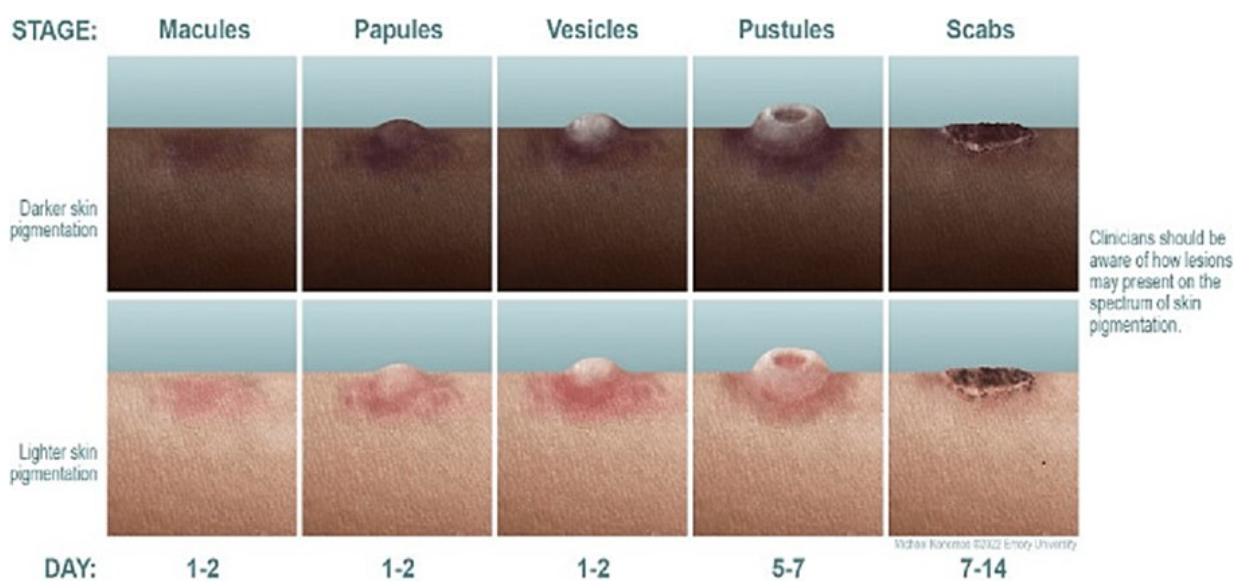 STAGE: Macules Papules Vesicles Pustules Scabs
Darker skin
pigmentation
Clinicians should be
aware of how lesions
may present on the
spectrum of skin
pigmentation.
Lighter skin
pigmentation
©2022 Emory University
DAY: 1-2 1-2 1-2 5-7 7-14